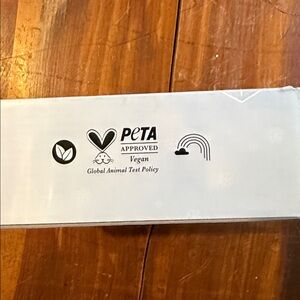 PETA
APPROVED
Vegan
Global Animal Test Policy